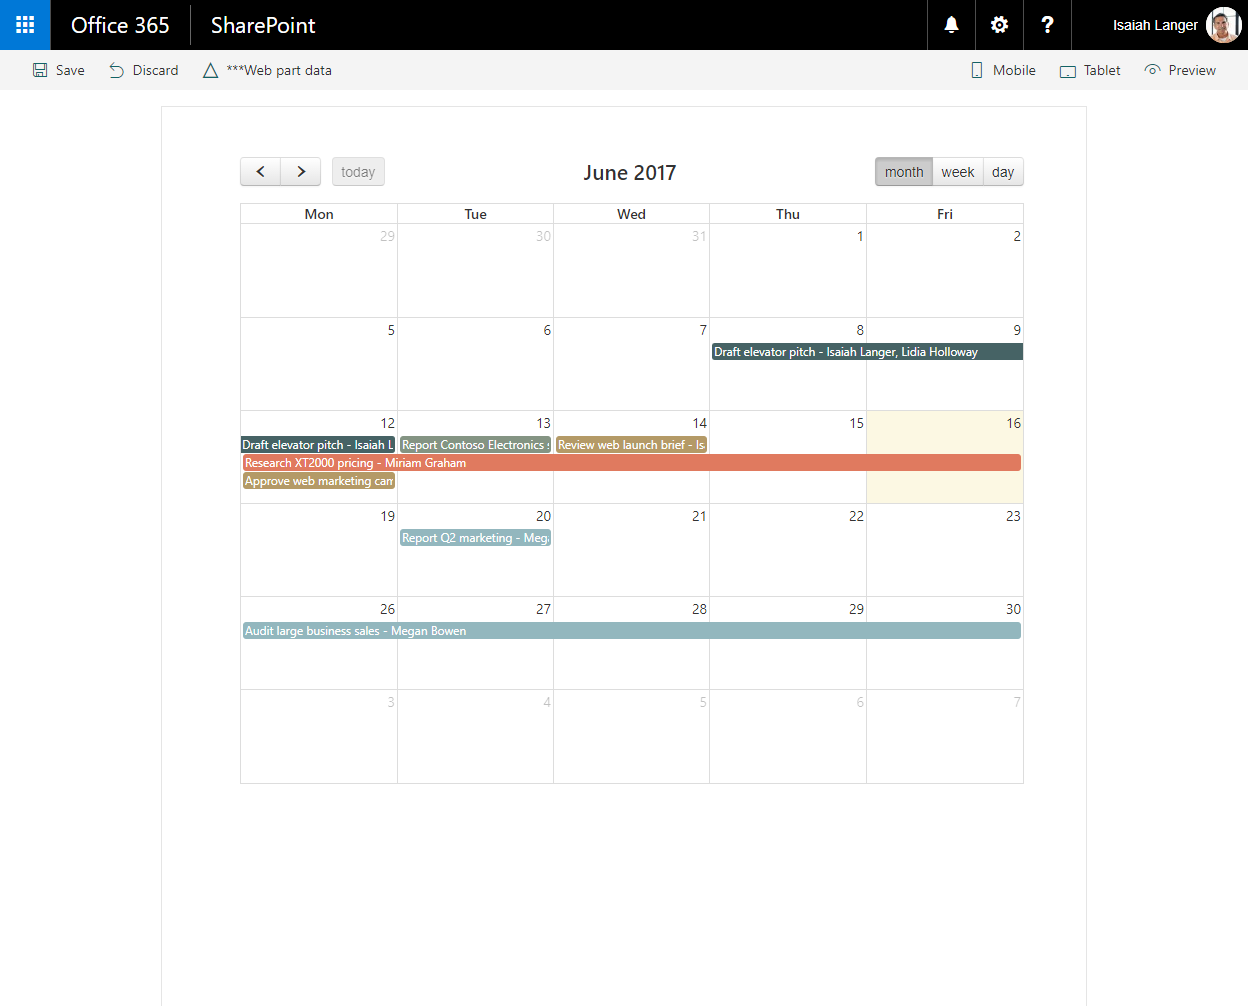 Office 365 SharePoint ? Isaiah Langer
Save Discard ***Web part data Mobile Tablet Preview
today June 2017 month week day
Mon Tue Wed Thu Fri
29 30 31 1 2
5 6 7 8 9
Draft elevator pitch - Isaiah Langer, Lidia Holloway
12 13 14 15 16
Draft elevator pitch - Isaiah L Report Contoso Electronics Review web launch brief - Is
Research XT2000 pricing - Miriam Graham
Approve web marketing cam
19 20 21 22 23
Report Q2 marketing - Mega
26 27 28 29 30
Audit large business sales - Megan Bowen
3 4 5 6 7